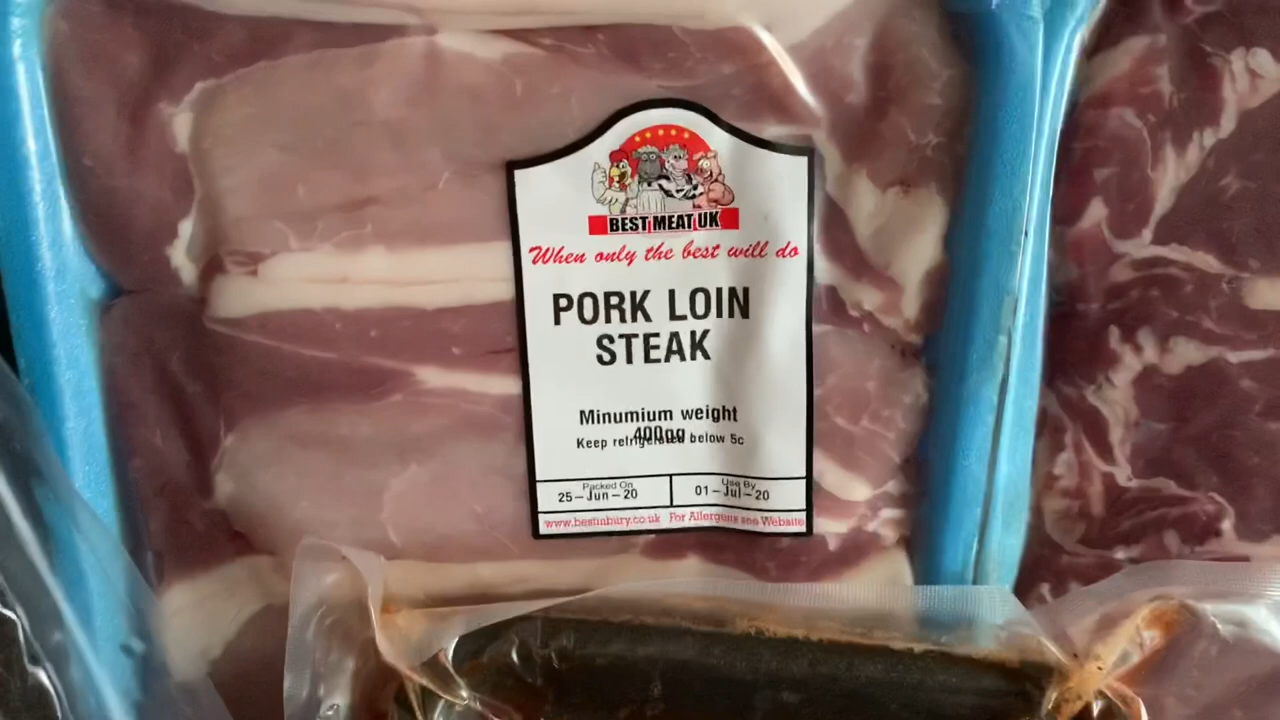 BEST MEAT UK
When only the best will do
PORK LOIN
STEAK
Minumium weight
400gg
Keep refrigerated below 5c
Packed On
25-Jun-20
Use By
01-Jul-20
www.bestinbury.co.uk For Allergens see Website